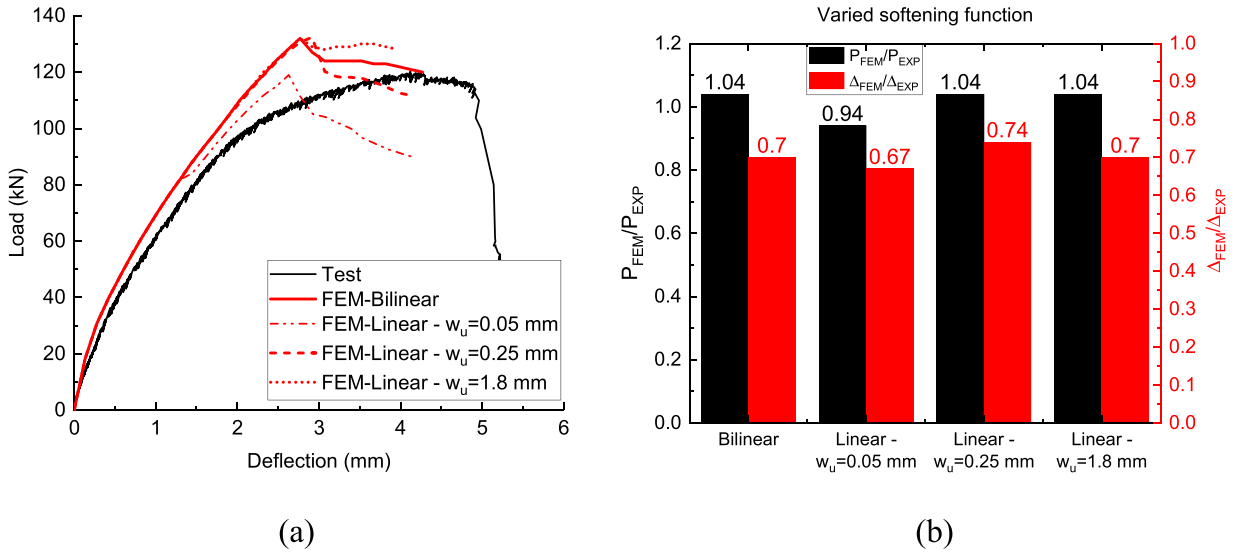 140
120
100
80
60
40
20
0
Load (kN)
0 1 2 3 4 5 6
Deflection (mm)
Test
FEM-Bilinear
FEM-Linear - wu=0.05 mm
FEM-Linear - wu=0.25 mm
FEM-Linear - wu=1.8 mm
(a)
Varied softening function
1.2
1.0
0.8
0.6
0.4
0.2
0.0
PFEM/PEXP
PFEM/PEXP
ΔFEM/ΔEXP
1.04 0.7 0.94 0.67 1.04 0.74 1.04 0.7
1.0
0.9
0.8
0.7
0.6
0.5
0.4
0.3
0.2
0.1
0.0
ΔFEM/ΔEXP
Bilinear
Linear -
wu=0.05 mm
Linear -
wu=0.25 mm
Linear -
wu=1.8 mm
(b)